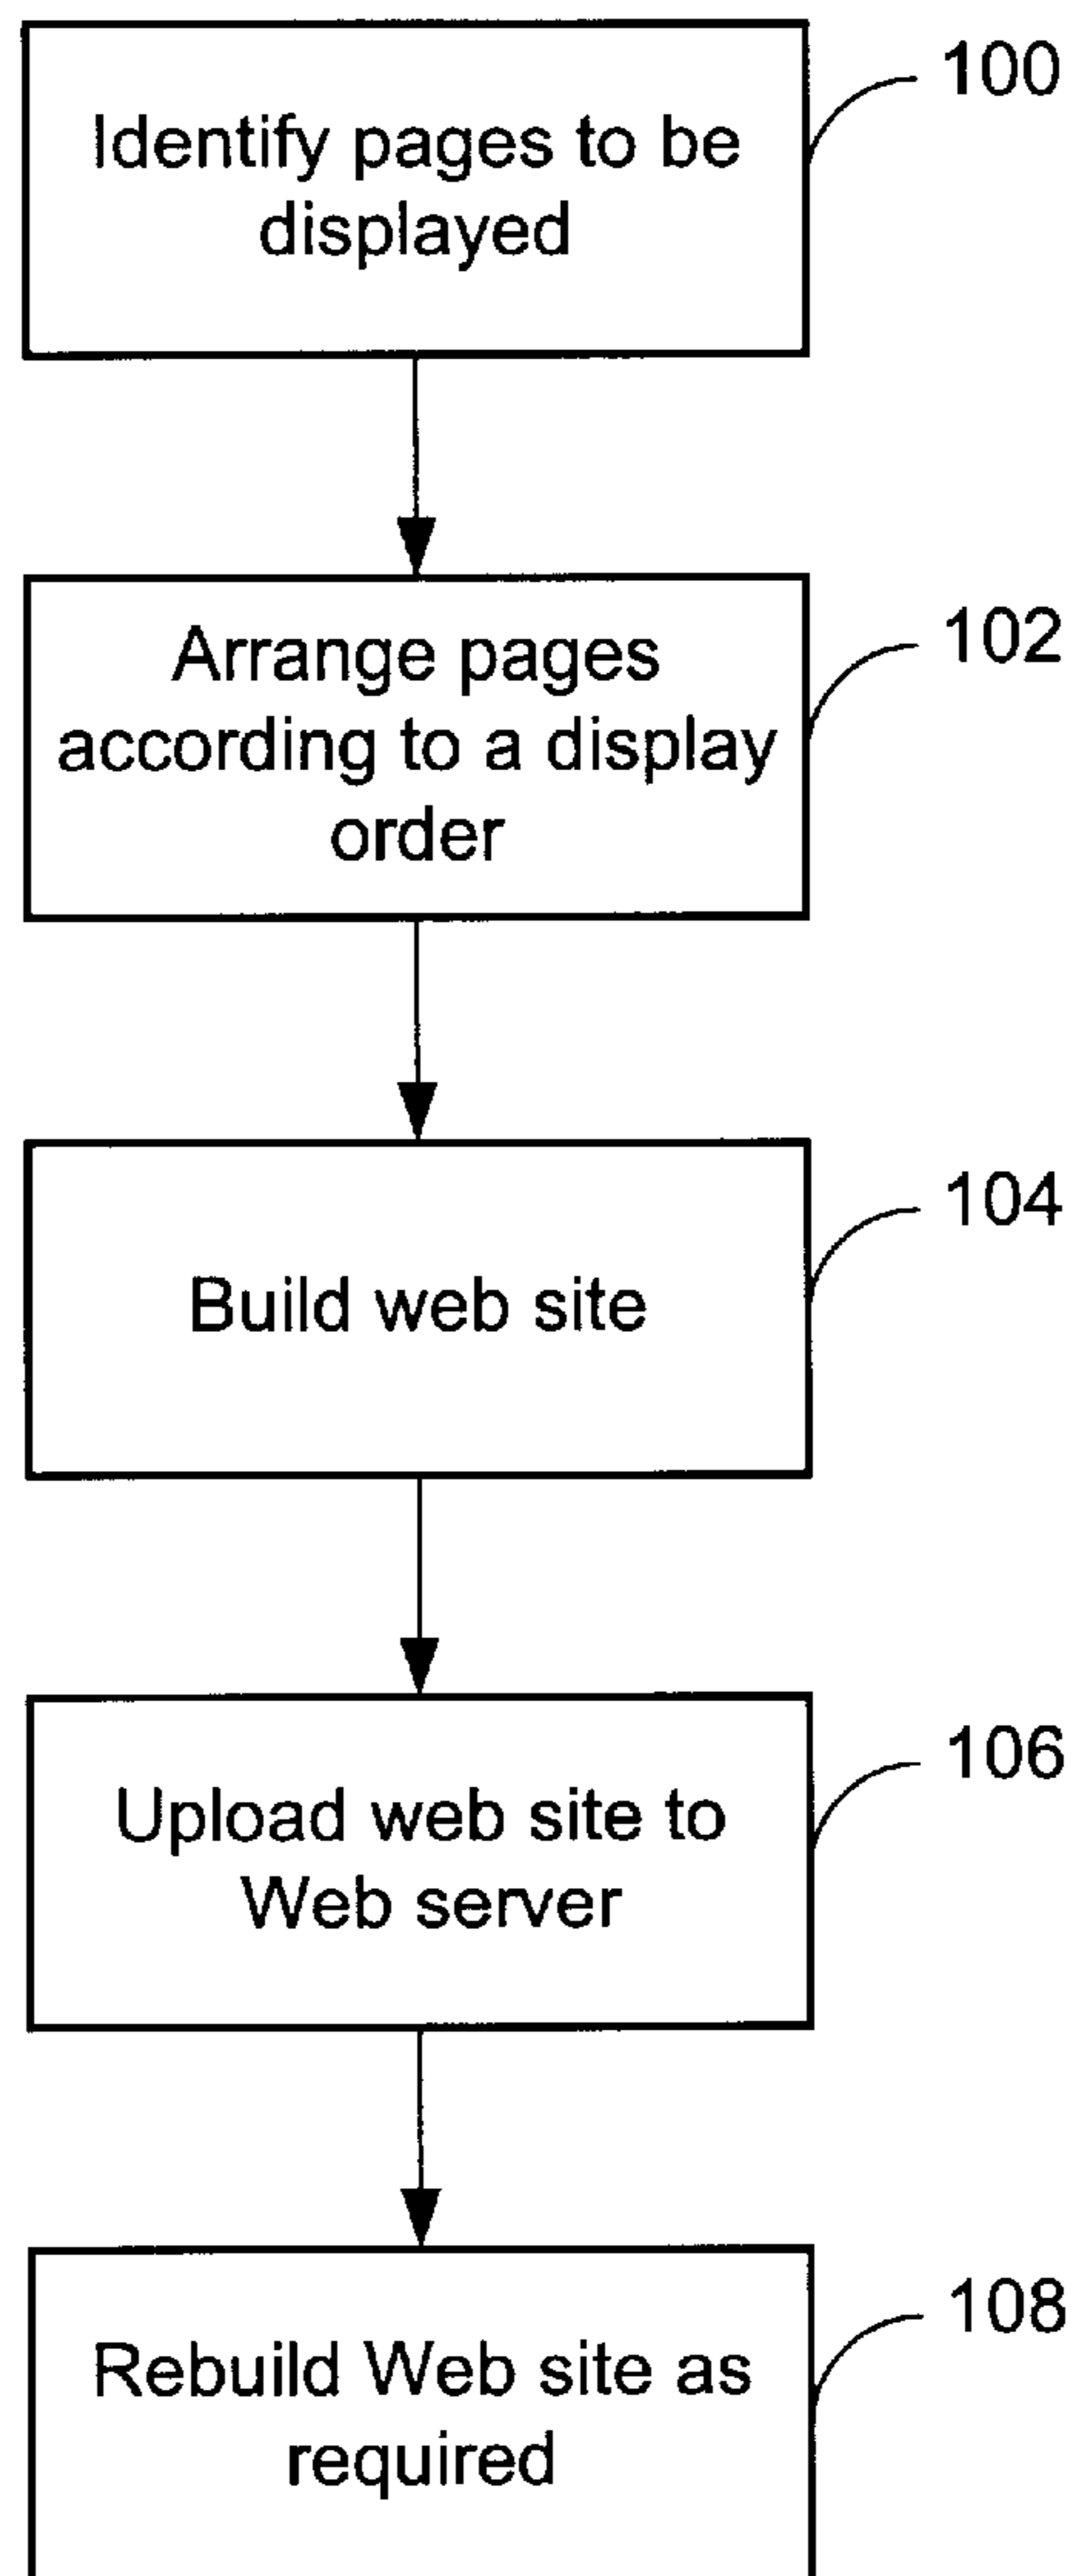 100
Identify pages to be
displayed
102
Arrange pages
according to a display
order
104
Build web site
106
Upload web site to
Web server
108
Rebuild Web site as
required